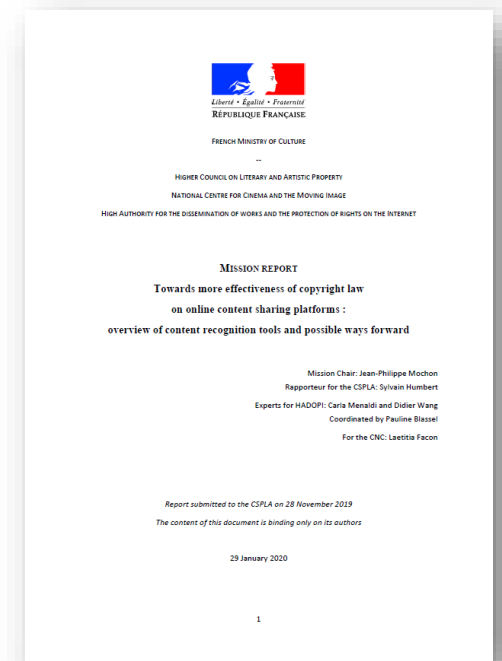 Liberté • Égalité • Fraternité
RÉPUBLIQUE FRANÇAISE
FRENCH MINISTRY OF CULTURE
--
HIGHER COUNCIL ON LITERARY AND ARTISTIC PROPERTY
NATIONAL CENTRE FOR CINEMA AND THE MOVING IMAGE
HIGH AUTHORITY FOR THE DISSEMINATION OF WORKS AND THE PROTECTION OF RIGHTS ON THE INTERNET
MISSION REPORT
Towards more effectiveness of copyright law
on online content sharing platforms :
overview of content recognition tools and possible ways forward
Mission Chair: Jean-Philippe Mochon
Rapporteur for the CSPLA: Sylvain Humbert
Experts for HADOPI: Carla Menaldi and Didier Wang
Coordinated by Pauline Blassel
For the CNC: Laetitia Facon
Report submitted to the CSPLA on 28 November 2019
The content of this document is binding only on its authors
29 January 2020
1